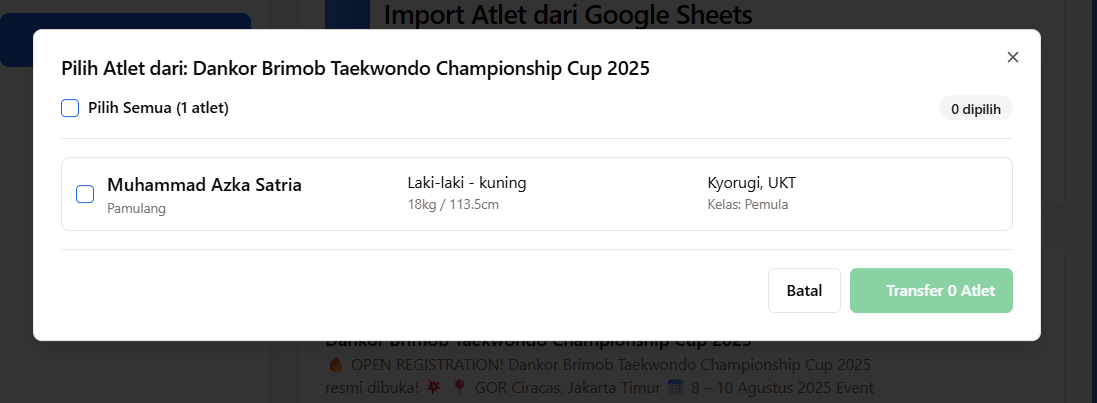 Import Atlet dari Google Sheets
Pilih Atlet dari: Dankor Brimob Taekwondo Championship Cup 2025
Pilih Semua (1 atlet)
0 dipilih
Muhammad Azka Satria
Pamulang
Laki-laki - kuning
18kg / 113.5cm
Kyorugi, UKT
Kelas: Pemula
Batal
Transfer 0 Atlet
Dankor Brimob Taekwondo Championship Cup 2025
🔥 OPEN REGISTRATION! Dankor Brimob Taekwondo Championship Cup 2025
resmi dibuka! 💥 📍 GOR Ciracas, Jakarta Timur 🗓️ 8 – 10 Agustus 2025 Event